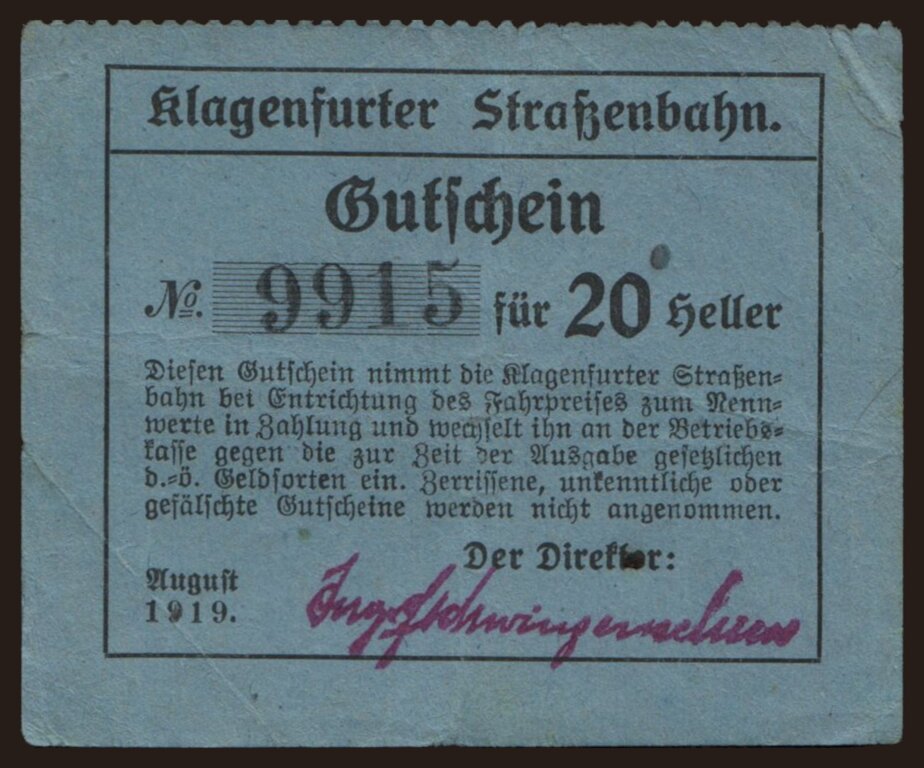 Klagenfurter Straßenbahn.
Gutschein
No. 9915 für 20 Heller
Diesen Gutschein nimmt die Klagenfurter Straßen-
bahn bei Entrichtung des Fahrpreises zum Nenn-
werte in Zahlung und wechselt ihn an der Betriebs-
kasse gegen die zur Zeit der Ausgabe gesetzlichen
d.-ö. Geldsorten ein. Zerrissene, unkenntliche oder
gefälschte Gutscheine werden nicht angenommen.
Der Direktor:
August
1919.